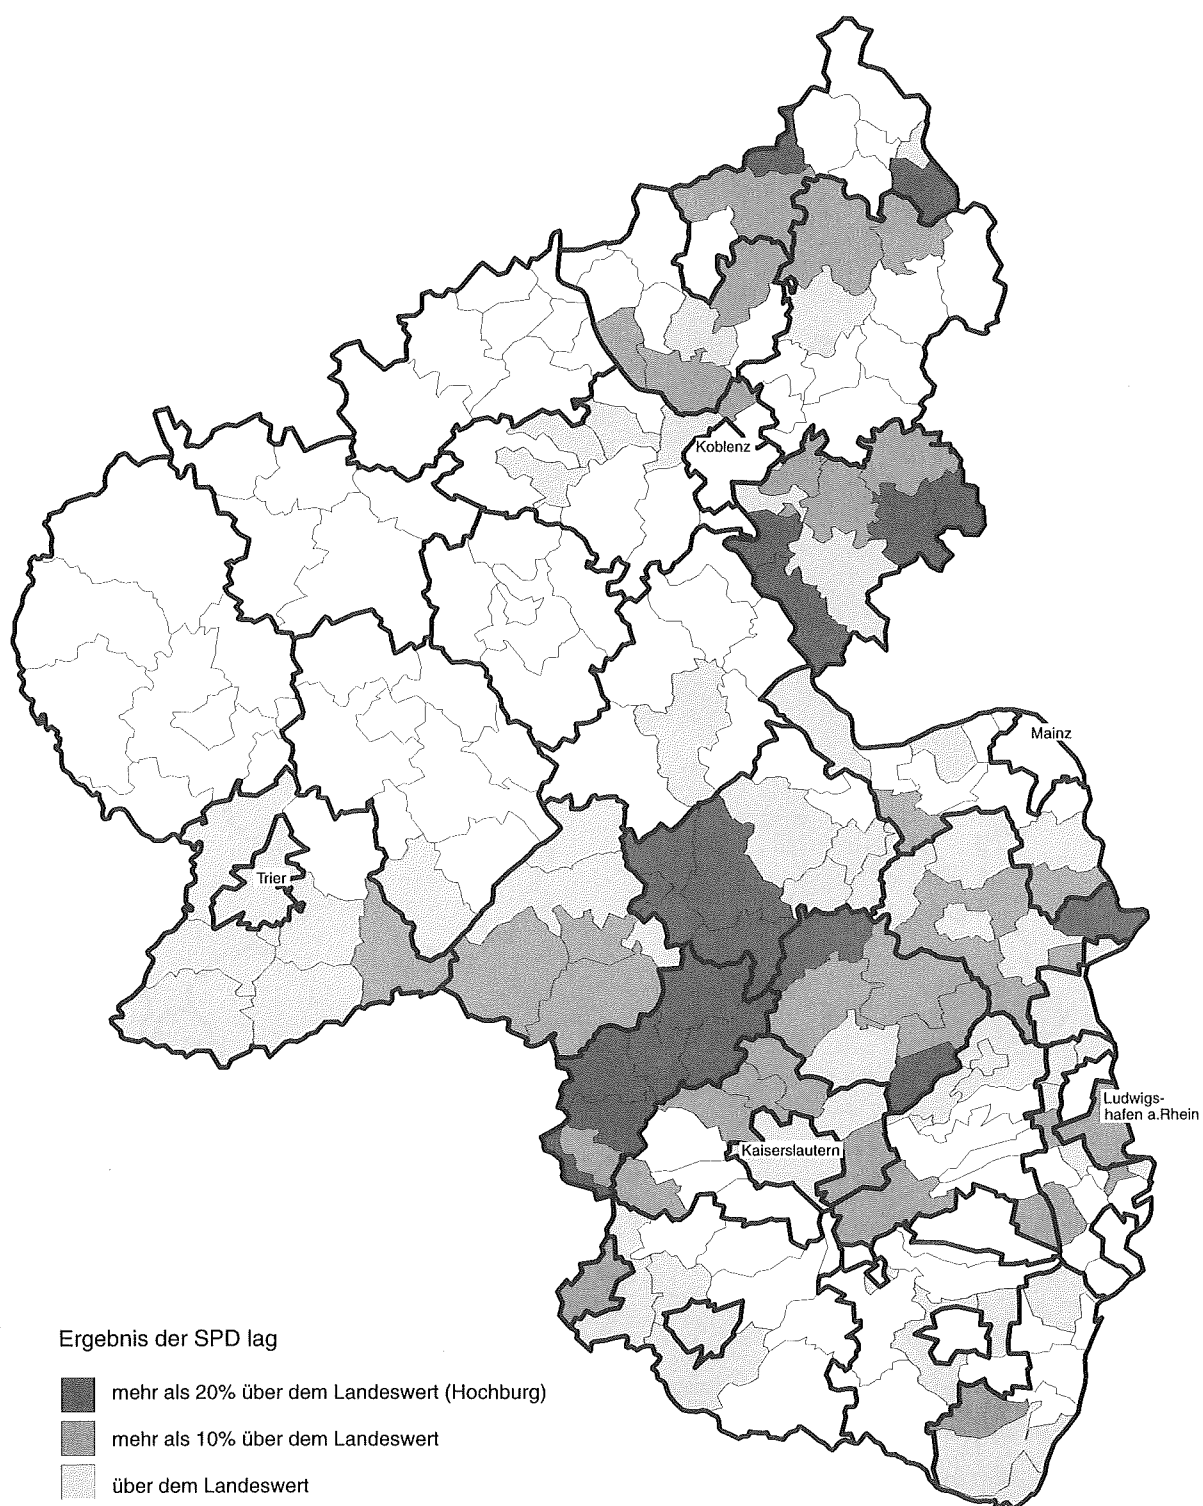 Koblenz
Mainz
Trier
Ludwigs-
hafen a.Rhein
Kaiserslautern
Ergebnis der SPD lag
mehr als 20% über dem Landeswert (Hochburg)
mehr als 10% über dem Landeswert
über dem Landeswert